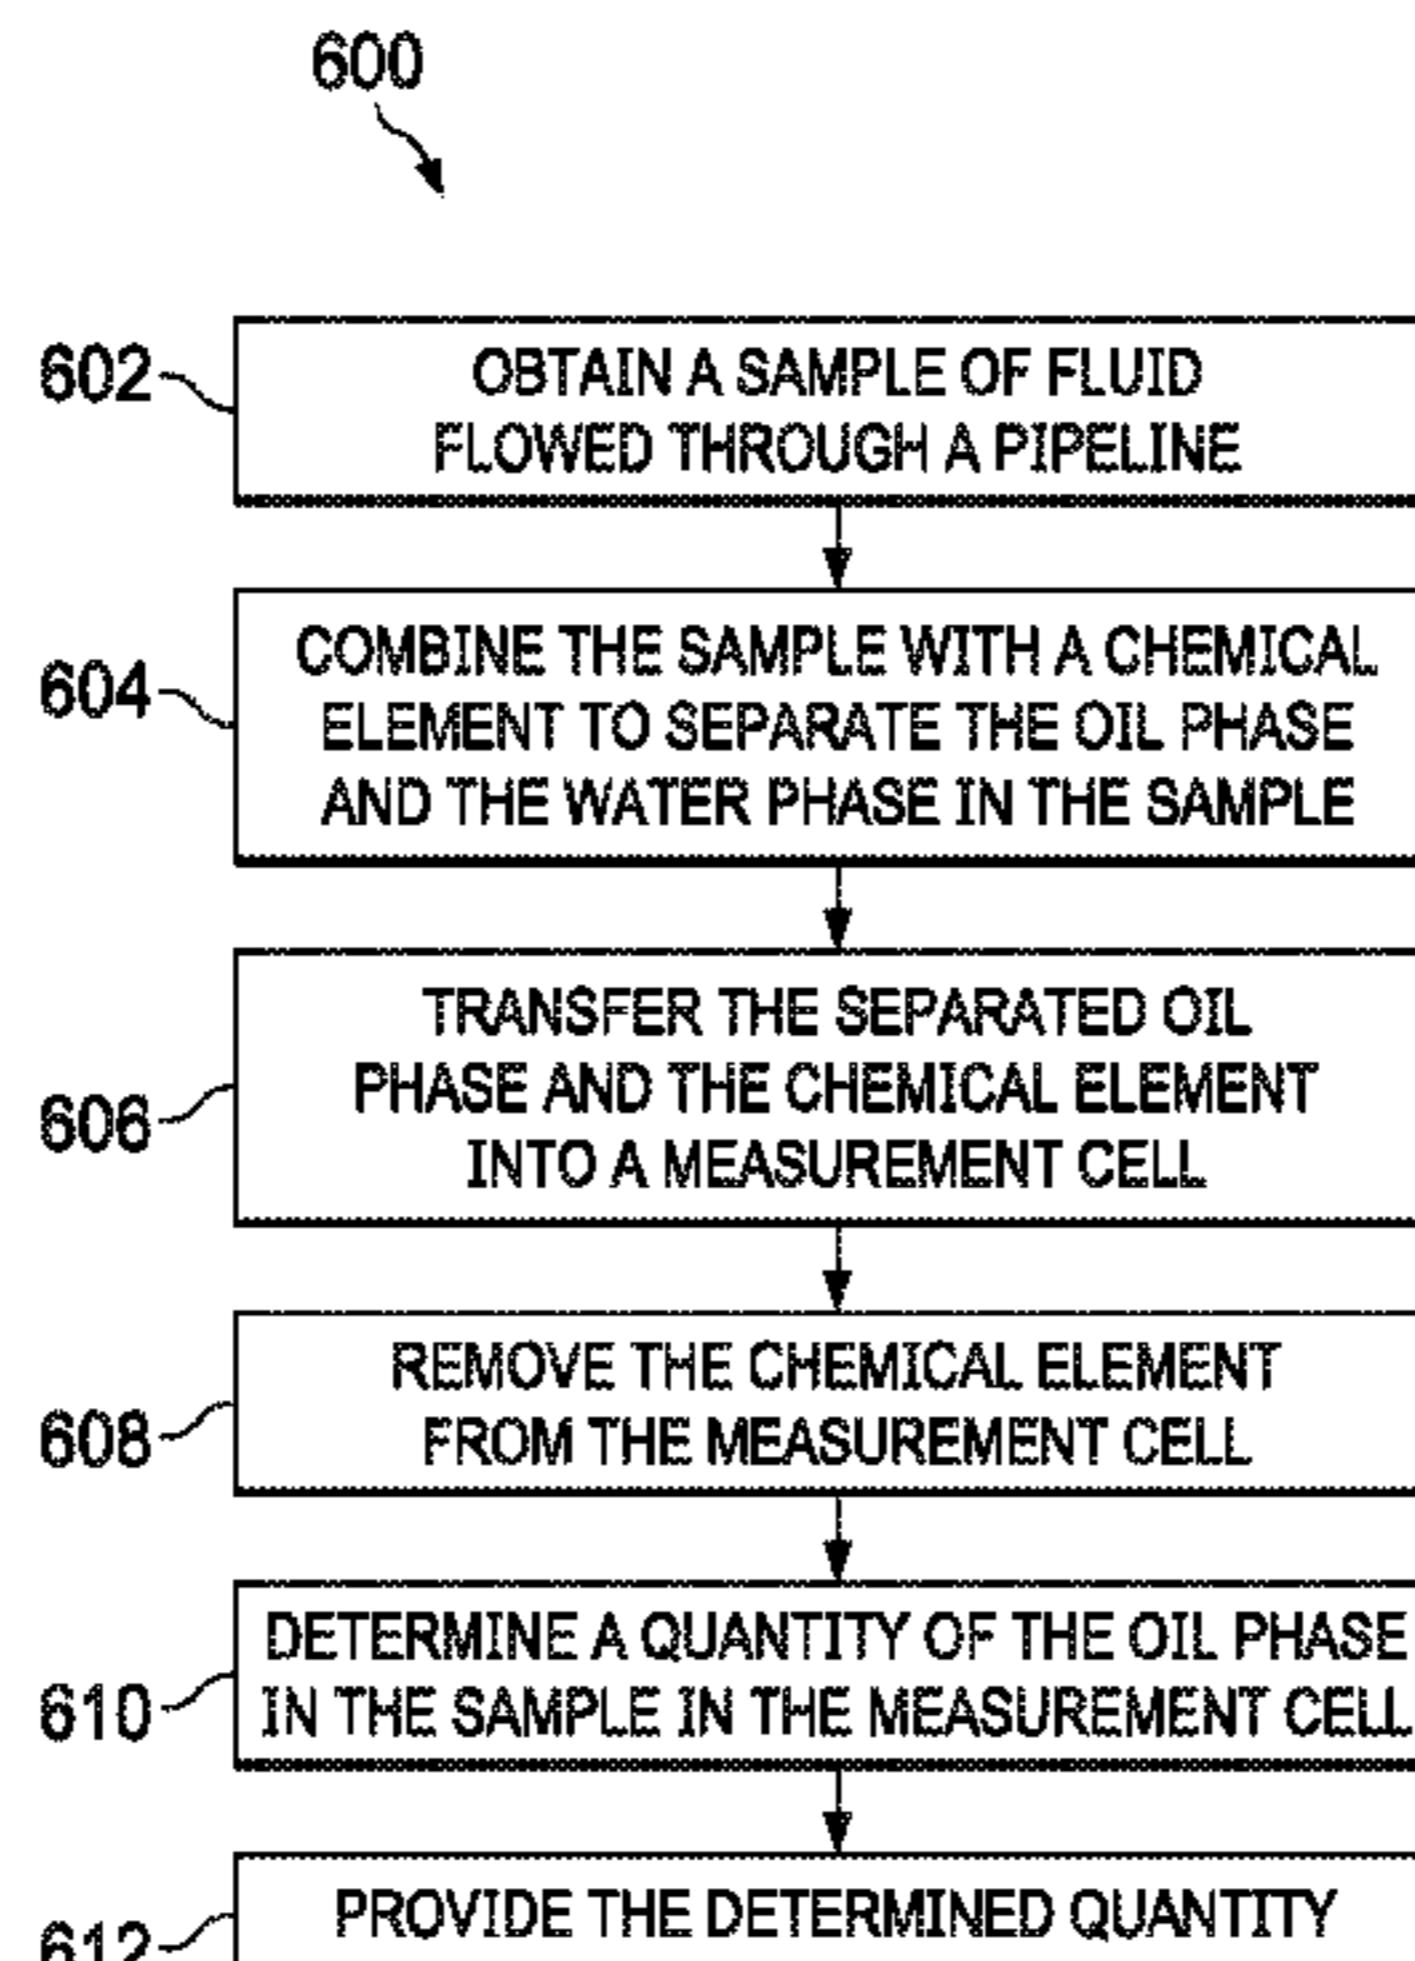 600
602
OBTAIN A SAMPLE OF FLUID
FLOWED THROUGH A PIPELINE
604
COMBINE THE SAMPLE WITH A CHEMICAL
ELEMENT TO SEPARATE THE OIL PHASE
AND THE WATER PHASE IN THE SAMPLE
606
TRANSFER THE SEPARATED OIL
PHASE AND THE CHEMICAL ELEMENT
INTO A MEASUREMENT CELL
608
REMOVE THE CHEMICAL ELEMENT
FROM THE MEASUREMENT CELL
610
DETERMINE A QUANTITY OF THE OIL PHASE
IN THE SAMPLE IN THE MEASUREMENT CELL
612
PROVIDE THE DETERMINED QUANTITY